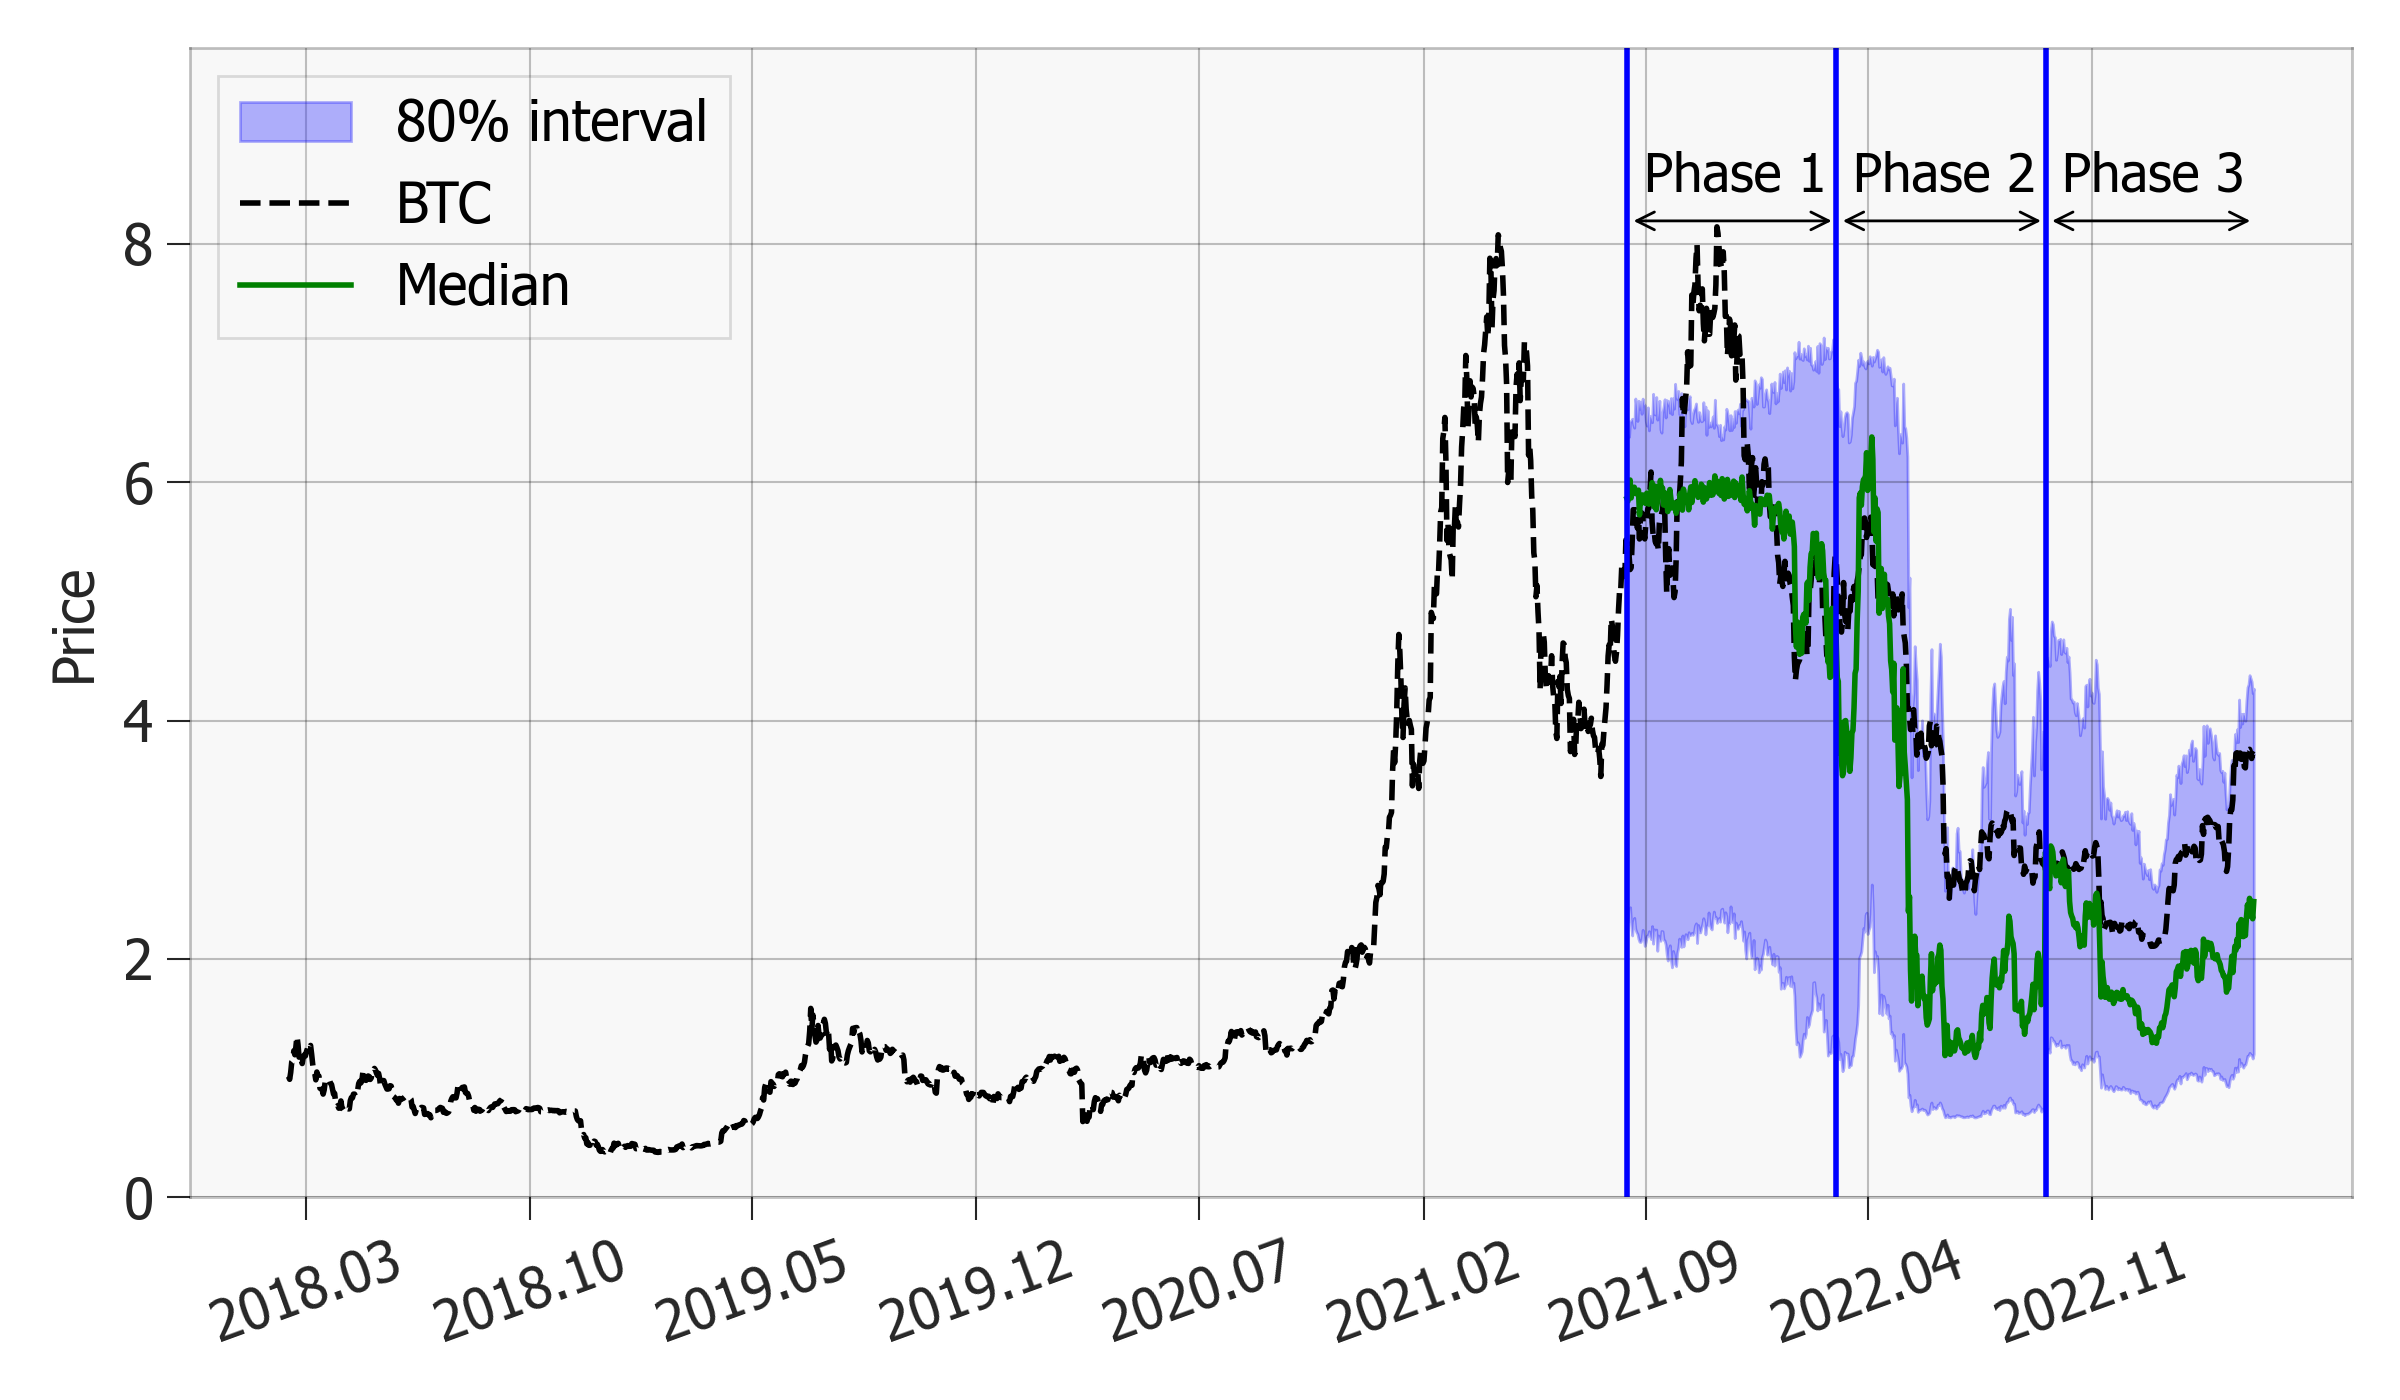 80% interval
BTC
Median
Phase 1
Phase 2
Phase 3
Price
8
6
4
2
0
2018.03
2018.10
2019.05
2019.12
2020.07
2021.02
2021.09
2022.04
2022.11